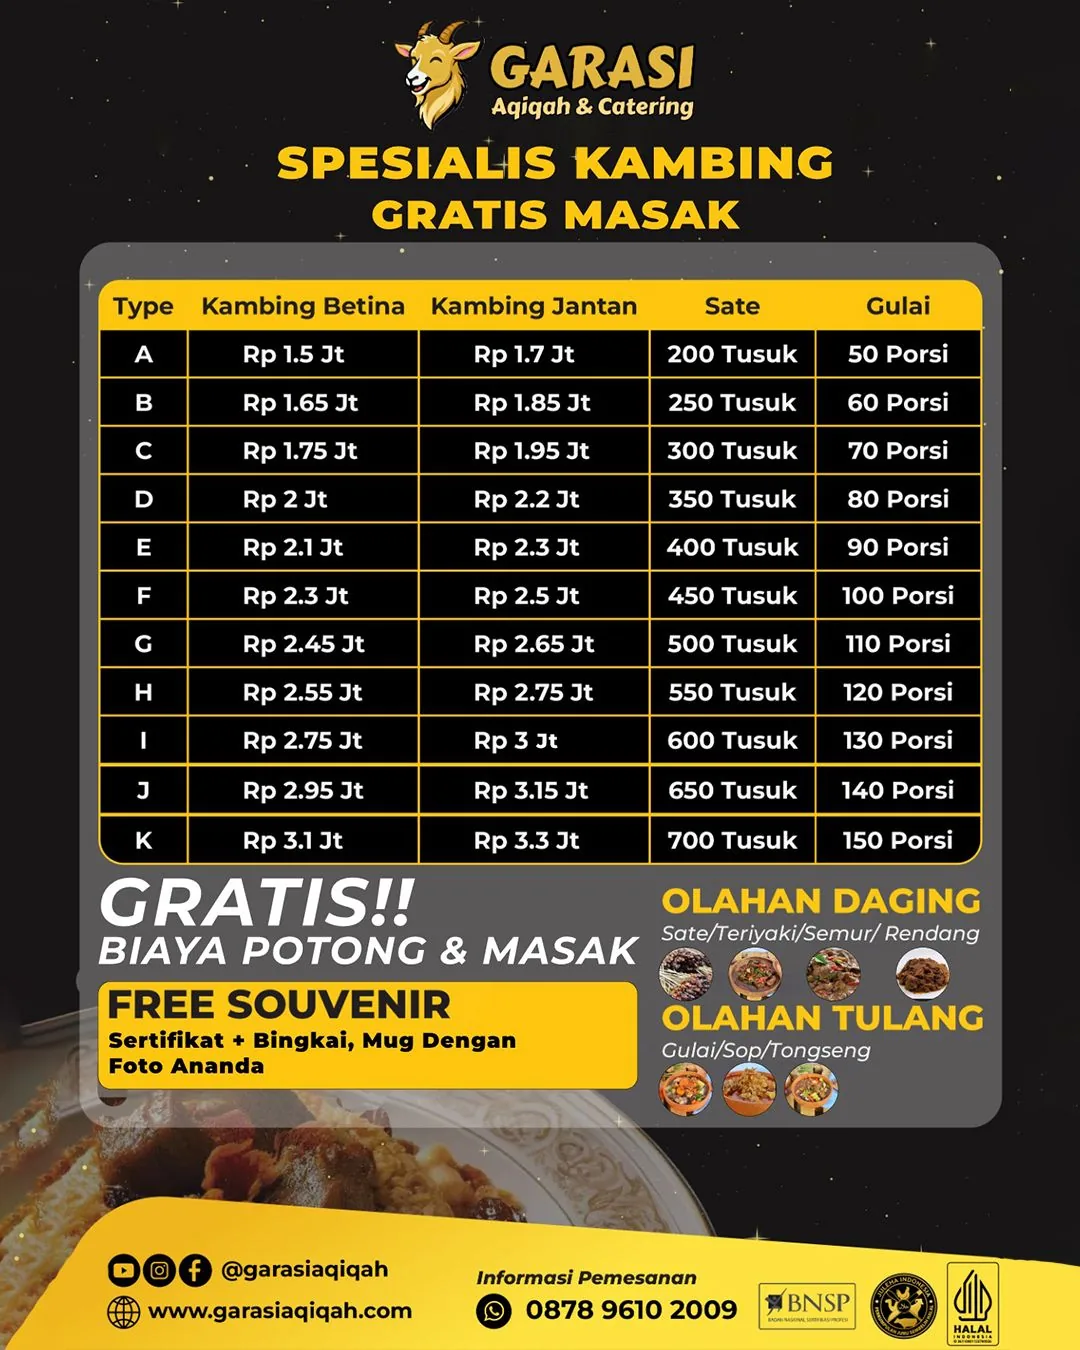 GARASI
Aqiqah & Catering
SPESIALIS KAMBING
GRATIS MASAK
Type Kambing Betina Kambing Jantan Sate Gulai
A Rp 1.5 Jt Rp 1.7 Jt 200 Tusuk 50 Porsi
B Rp 1.65 Jt Rp 1.85 Jt 250 Tusuk 60 Porsi
C Rp 1.75 Jt Rp 1.95 Jt 300 Tusuk 70 Porsi
D Rp 2 Jt Rp 2.2 Jt 350 Tusuk 80 Porsi
E Rp 2.1 Jt Rp 2.3 Jt 400 Tusuk 90 Porsi
F Rp 2.3 Jt Rp 2.5 Jt 450 Tusuk 100 Porsi
G Rp 2.45 Jt Rp 2.65 Jt 500 Tusuk 110 Porsi
H Rp 2.55 Jt Rp 2.75 Jt 550 Tusuk 120 Porsi
I Rp 2.75 Jt Rp 3 Jt 600 Tusuk 130 Porsi
J Rp 2.95 Jt Rp 3.15 Jt 650 Tusuk 140 Porsi
K Rp 3.1 Jt Rp 3.3 Jt 700 Tusuk 150 Porsi
GRATIS!!
BIAYA POTONG & MASAK
FREE SOUVENIR
Sertifikat + Bingkai, Mug Dengan
Foto Ananda
OLAHAN DAGING
Sate/Teriyaki/Semur/ Rendang
OLAHAN TULANG
Gulai/Sop/Tongseng
@garasiaqiqah
www.garasiaqiqah.com
Informasi Pemesanan
0878 9610 2009
BNSP
BADAN NASIONAL SERTIFIKASI PROFESI
HALAL
INDONESIA